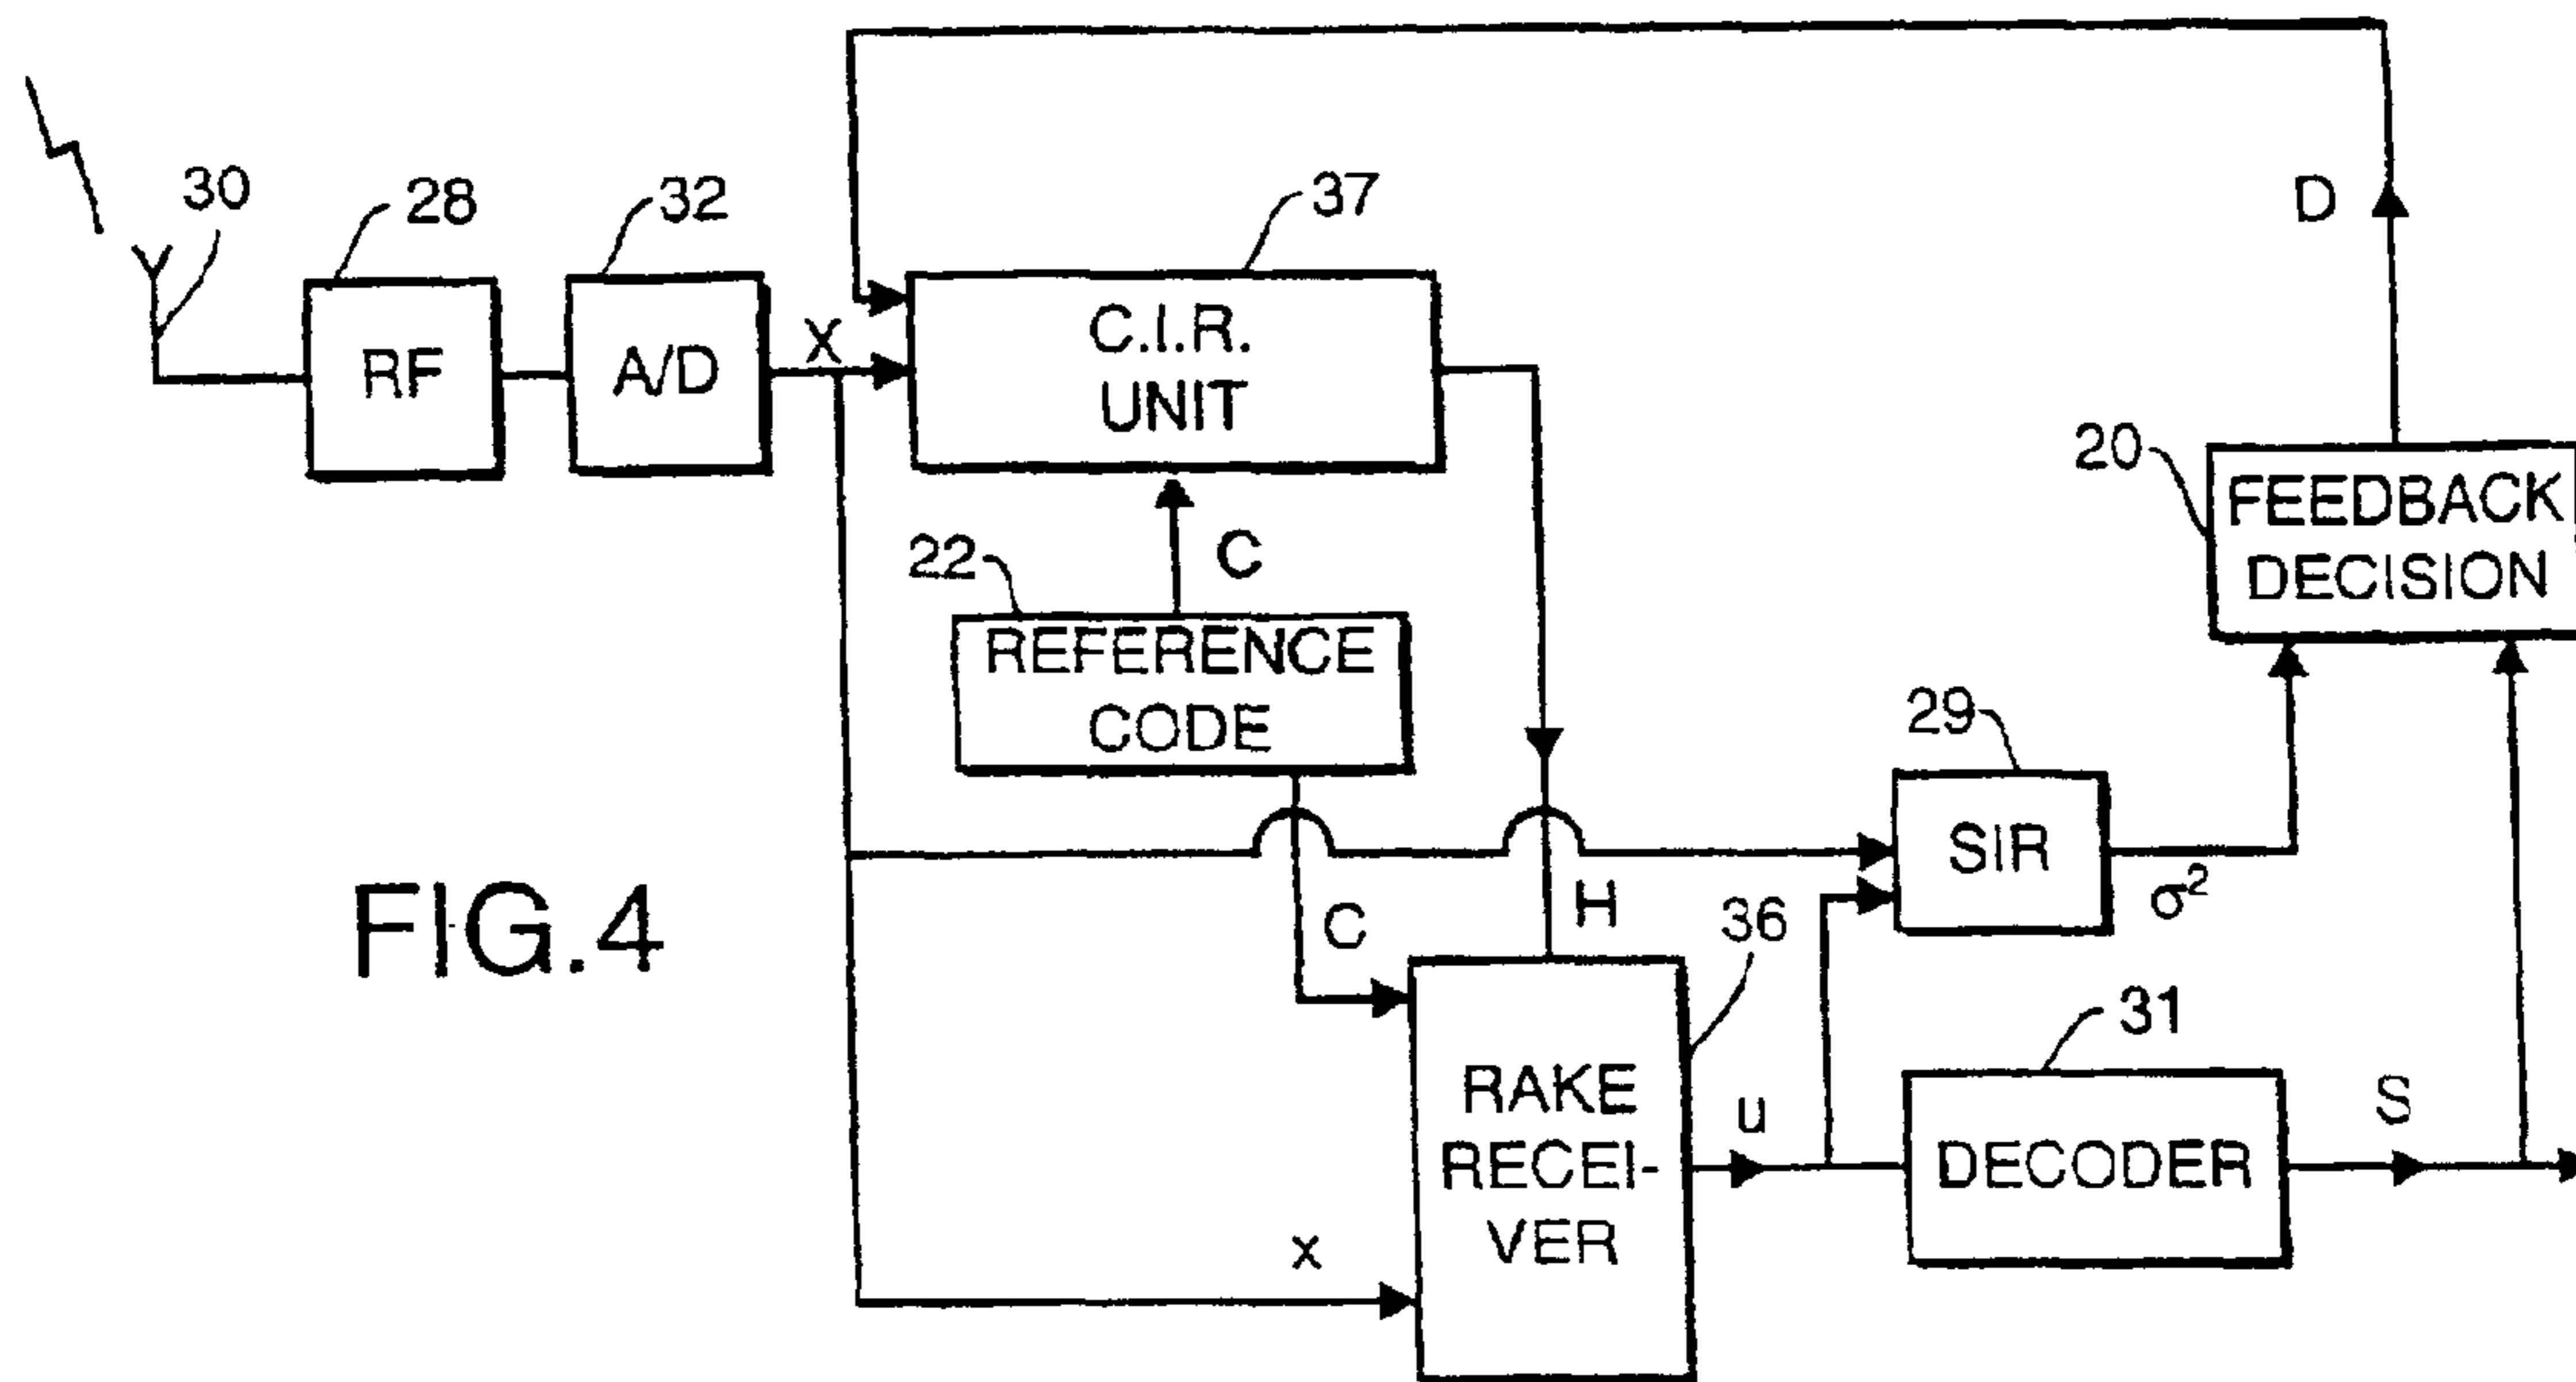 D
30
28
32
37
RF
A/D
X
C.I.R.
UNIT
20
FEEDBACK
DECISION
22
C
REFERENCE
CODE
29
SIR
σ²
FIG.4
C
H
36
31
RAKE
RECEI-
VER
u
DECODER
S
x